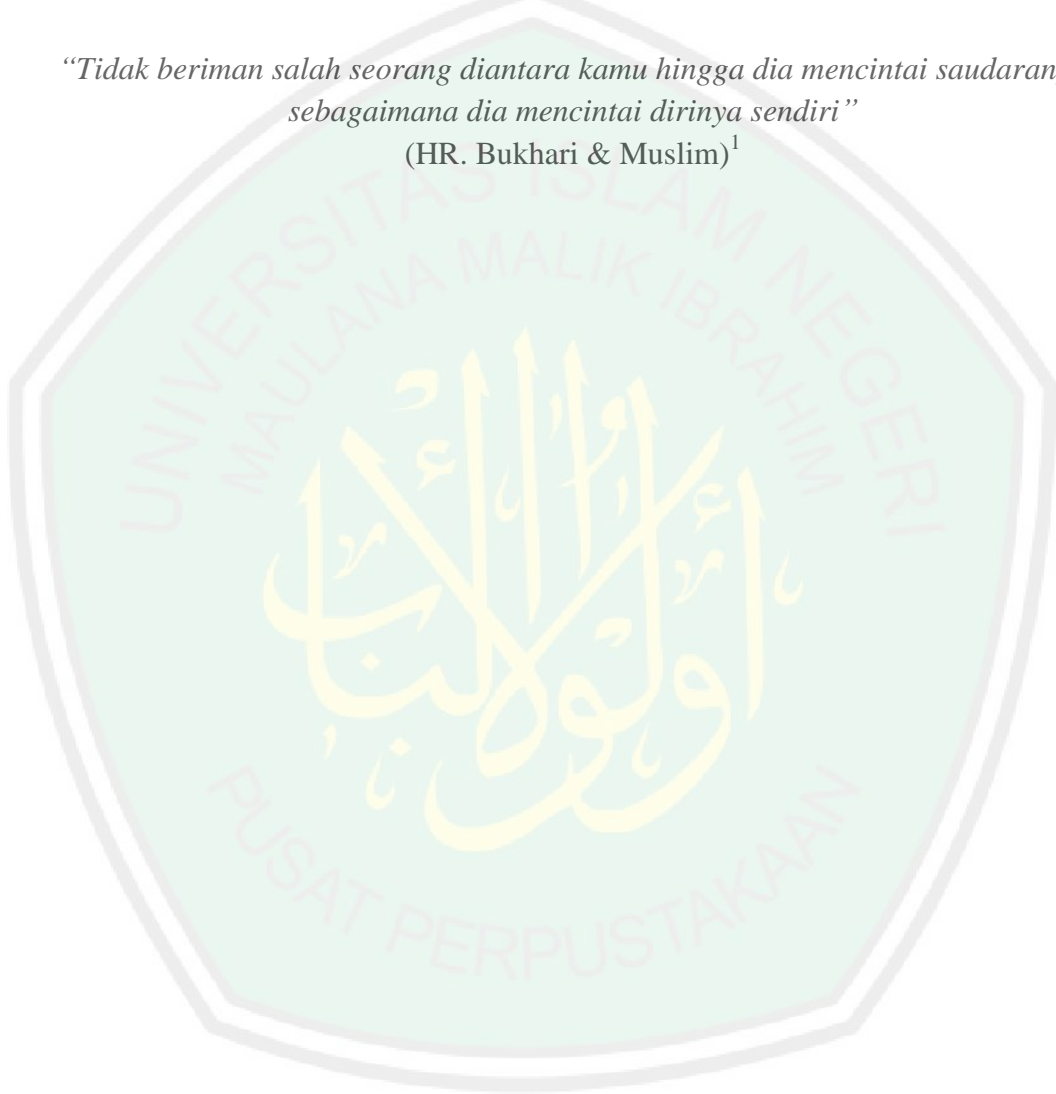 “Tidak beriman salah seorang diantara kamu hingga dia mencintai saudaran
sebagaimana dia mencintai dirinya sendiri”
(HR. Bukhari & Muslim)1
UNIVERSITAS ISLAM NEGERI
MAULANA MALIK IBRAHIM
أولوا الألباب
PUSAT PERPUSTAKAAN